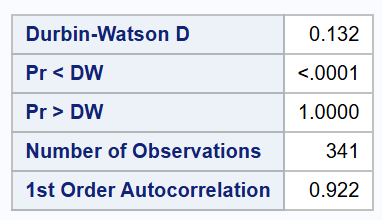 Durbin-Watson D 0.132
Pr < DW <.0001
Pr > DW 1.0000
Number of Observations 341
1st Order Autocorrelation 0.922